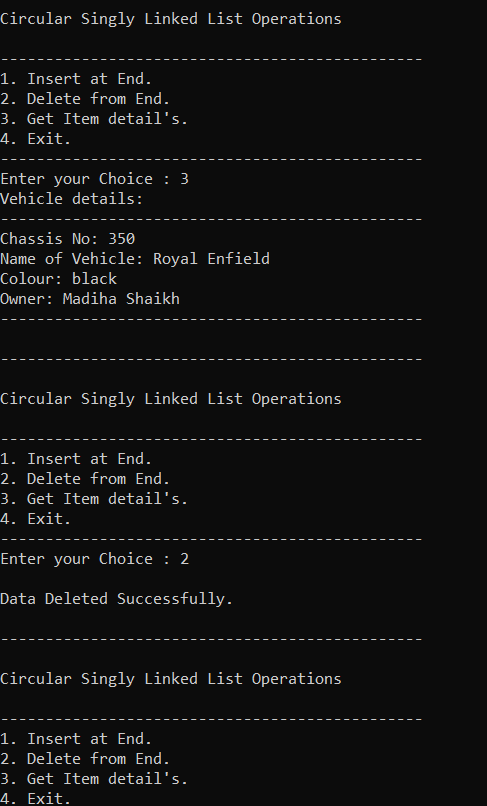 Circular Singly Linked List Operations
-----------------------------------------------
1. Insert at End.
2. Delete from End.
3. Get Item detail's.
4. Exit.
-----------------------------------------------
Enter your Choice : 3
Vehicle details:
-----------------------------------------------
Chassis No: 350
Name of Vehicle: Royal Enfield
Colour: black
Owner: Madiha Shaikh
-----------------------------------------------
-----------------------------------------------
Circular Singly Linked List Operations
-----------------------------------------------
1. Insert at End.
2. Delete from End.
3. Get Item detail's.
4. Exit.
-----------------------------------------------
Enter your Choice : 2
Data Deleted Successfully.
-----------------------------------------------
Circular Singly Linked List Operations
-----------------------------------------------
1. Insert at End.
2. Delete from End.
3. Get Item detail's.
4. Exit.